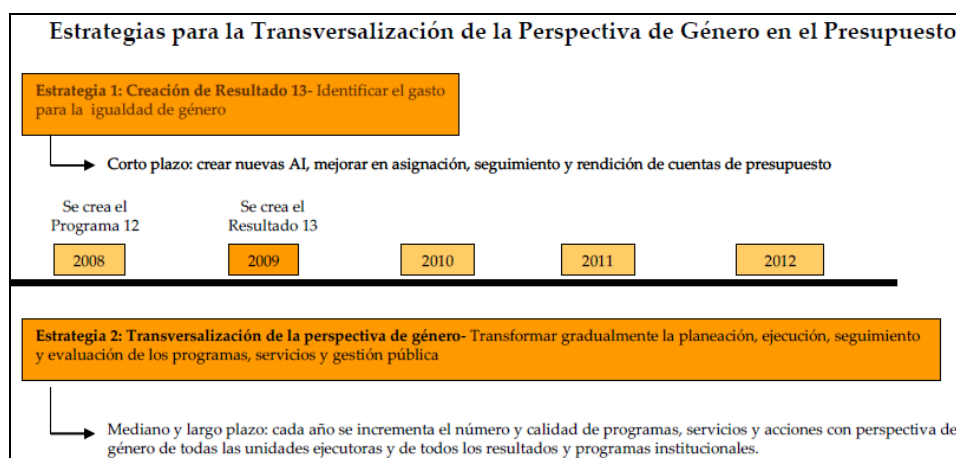 Estrategias para la Transversalización de la Perspectiva de Género en el Presupuesto
Estrategia 1: Creación de Resultado 13- Identificar el gasto
para la igualdad de género
Corto plazo: crear nuevas AI, mejorar en asignación, seguimiento y rendición de cuentas de presupuesto
Se crea el
Programa 12
Se crea el
Resultado 13
2008
2009
2010
2011
2012
Estrategia 2: Transversalización de la perspectiva de género- Transformar gradualmente la planeación, ejecución, seguimiento
y evaluación de los programas, servicios y gestión pública
Mediano y largo plazo: cada año se incrementa el número y calidad de programas, servicios y acciones con perspectiva de
género de todas las unidades ejecutoras y de todos los resultados y programas institucionales.